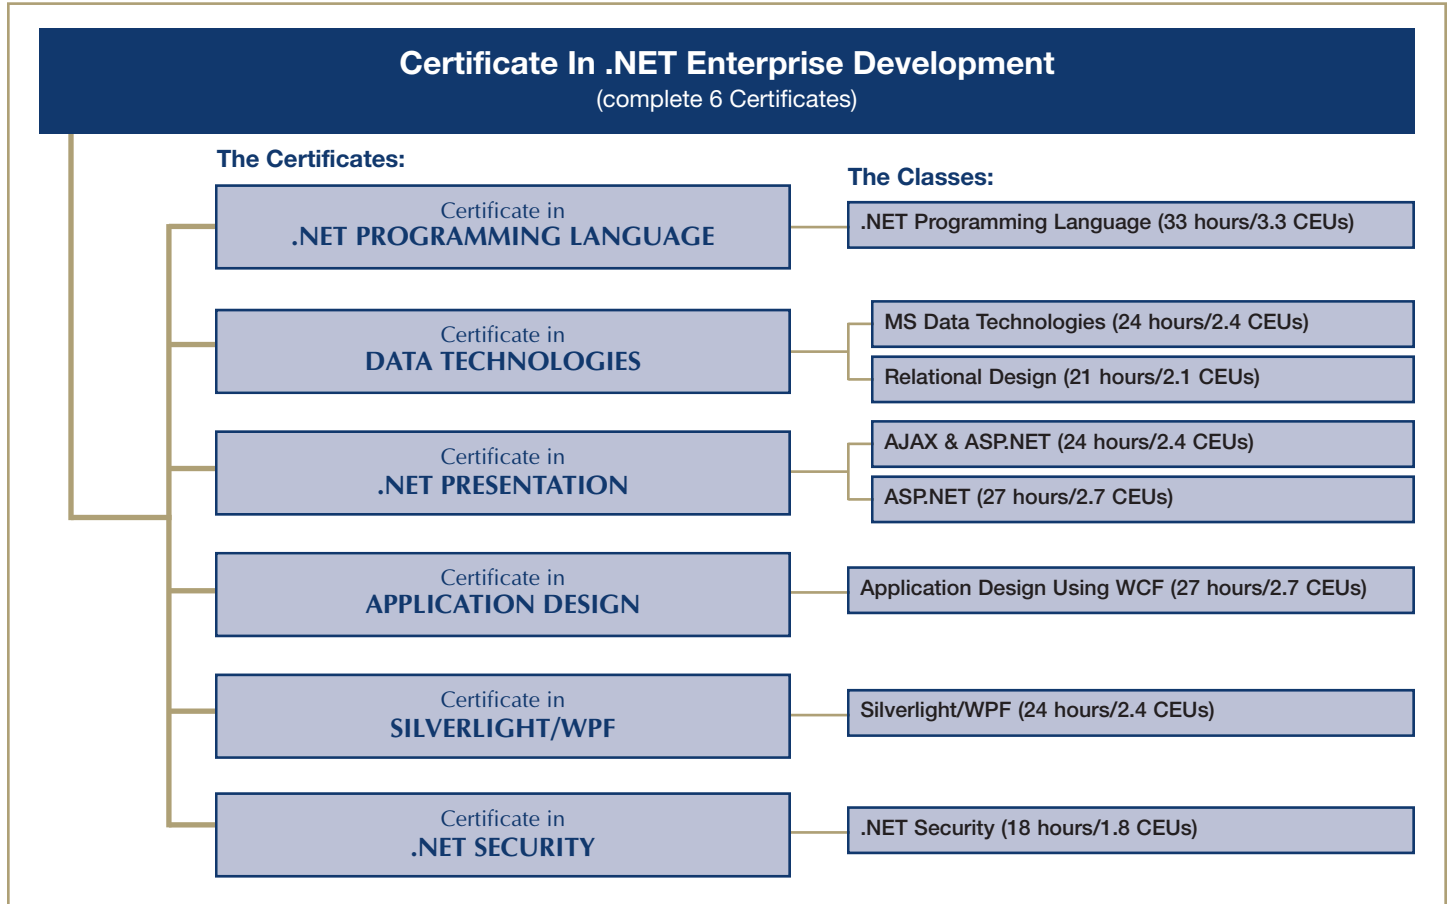 Certificate In .NET Enterprise Development
(complete 6 Certificates)
The Certificates:
The Classes:
Certificate in
.NET PROGRAMMING LANGUAGE
.NET Programming Language (33 hours/3.3 CEUs)
Certificate in
DATA TECHNOLOGIES
MS Data Technologies (24 hours/2.4 CEUs)
Relational Design (21 hours/2.1 CEUs)
Certificate in
.NET PRESENTATION
AJAX & ASP.NET (24 hours/2.4 CEUs)
ASP.NET (27 hours/2.7 CEUs)
Certificate in
APPLICATION DESIGN
Application Design Using WCF (27 hours/2.7 CEUs)
Certificate in
SILVERLIGHT/WPF
Silverlight/WPF (24 hours/2.4 CEUs)
Certificate in
.NET SECURITY
.NET Security (18 hours/1.8 CEUs)